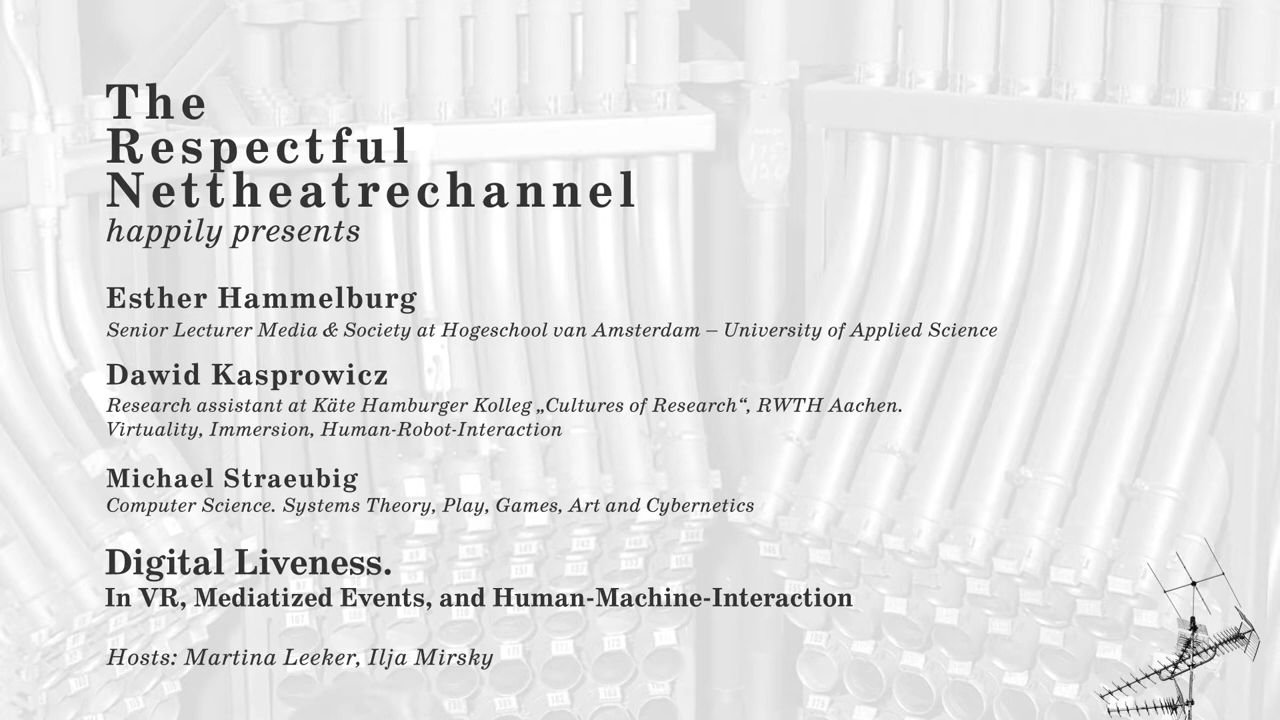 The
Respectful
Nettheatrechannel
happily presents
Esther Hammelburg
Senior Lecturer Media & Society at Hogeschool van Amsterdam – University of Applied Science
Dawid Kasprowicz
Research assistant at Käte Hamburger Kolleg „Cultures of Research“, RWTH Aachen.
Virtuality, Immersion, Human-Robot-Interaction
Michael Straeubig
Computer Science. Systems Theory, Play, Games, Art and Cybernetics
Digital Liveness.
In VR, Mediatized Events, and Human-Machine-Interaction
Hosts: Martina Leeker, Ilja Mirsky